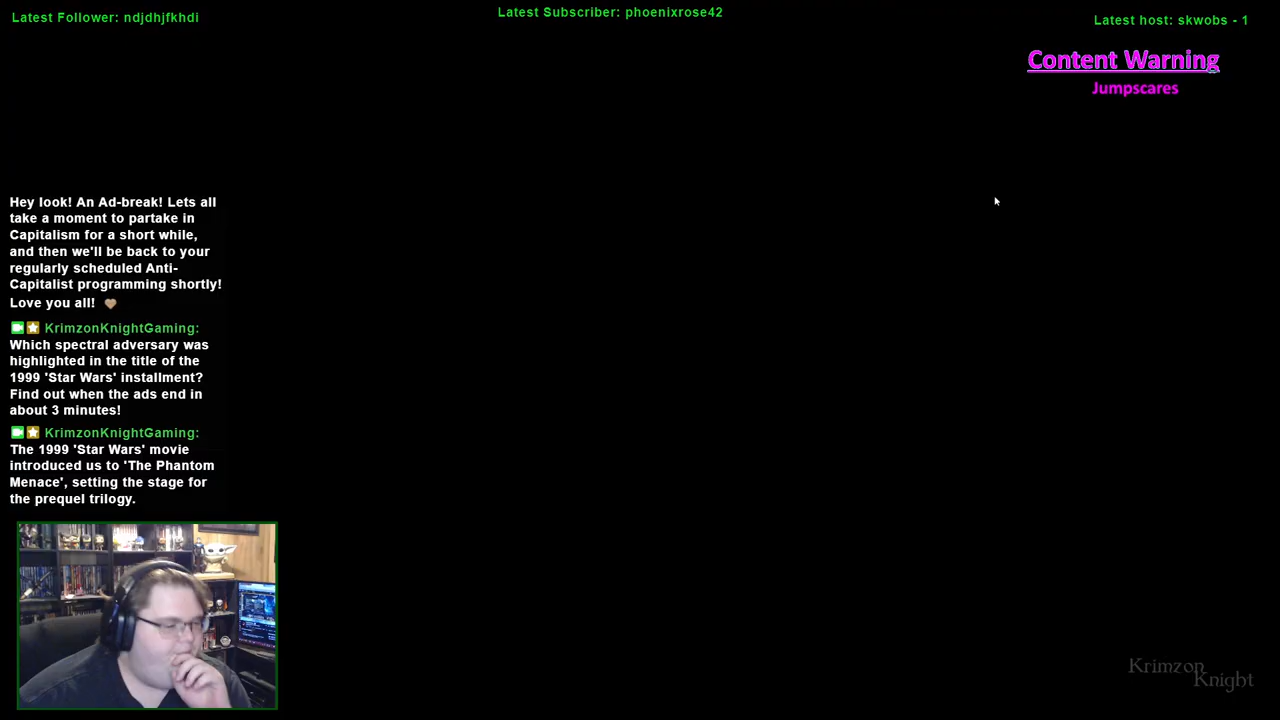 Latest Follower: ndjdhjfkhdi
Latest Subscriber: phoenixrose42
Latest host: skwobs - 1
Content Warning
Jumpscares
Hey look! An Ad-break! Lets all
take a moment to partake in
Capitalism for a short while,
and then we'll be back to your
regularly scheduled Anti-
Capitalist programming shortly!
Love you all!
KrimzonKnightGaming:
Which spectral adversary was
highlighted in the title of the
1999 'Star Wars' installment?
Find out when the ads end in
about 3 minutes!
KrimzonKnightGaming:
The 1999 'Star Wars' movie
introduced us to 'The Phantom
Menace', setting the stage for
the prequel trilogy.
Krimzon
Knight